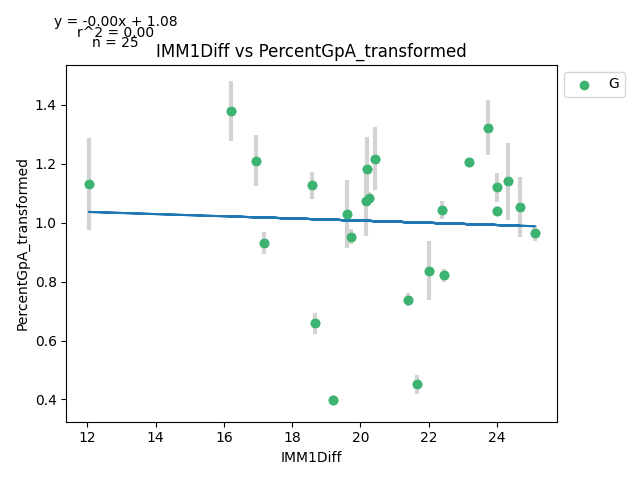 y = -0.00x + 1.08
r^2 = 0.00
n = 25
IMM1Diff vs PercentGpA_transformed
G
PercentGpA_transformed
1.4
1.2
1.0
0.8
0.6
0.4
12 14 16 18 20 22 24
IMM1Diff